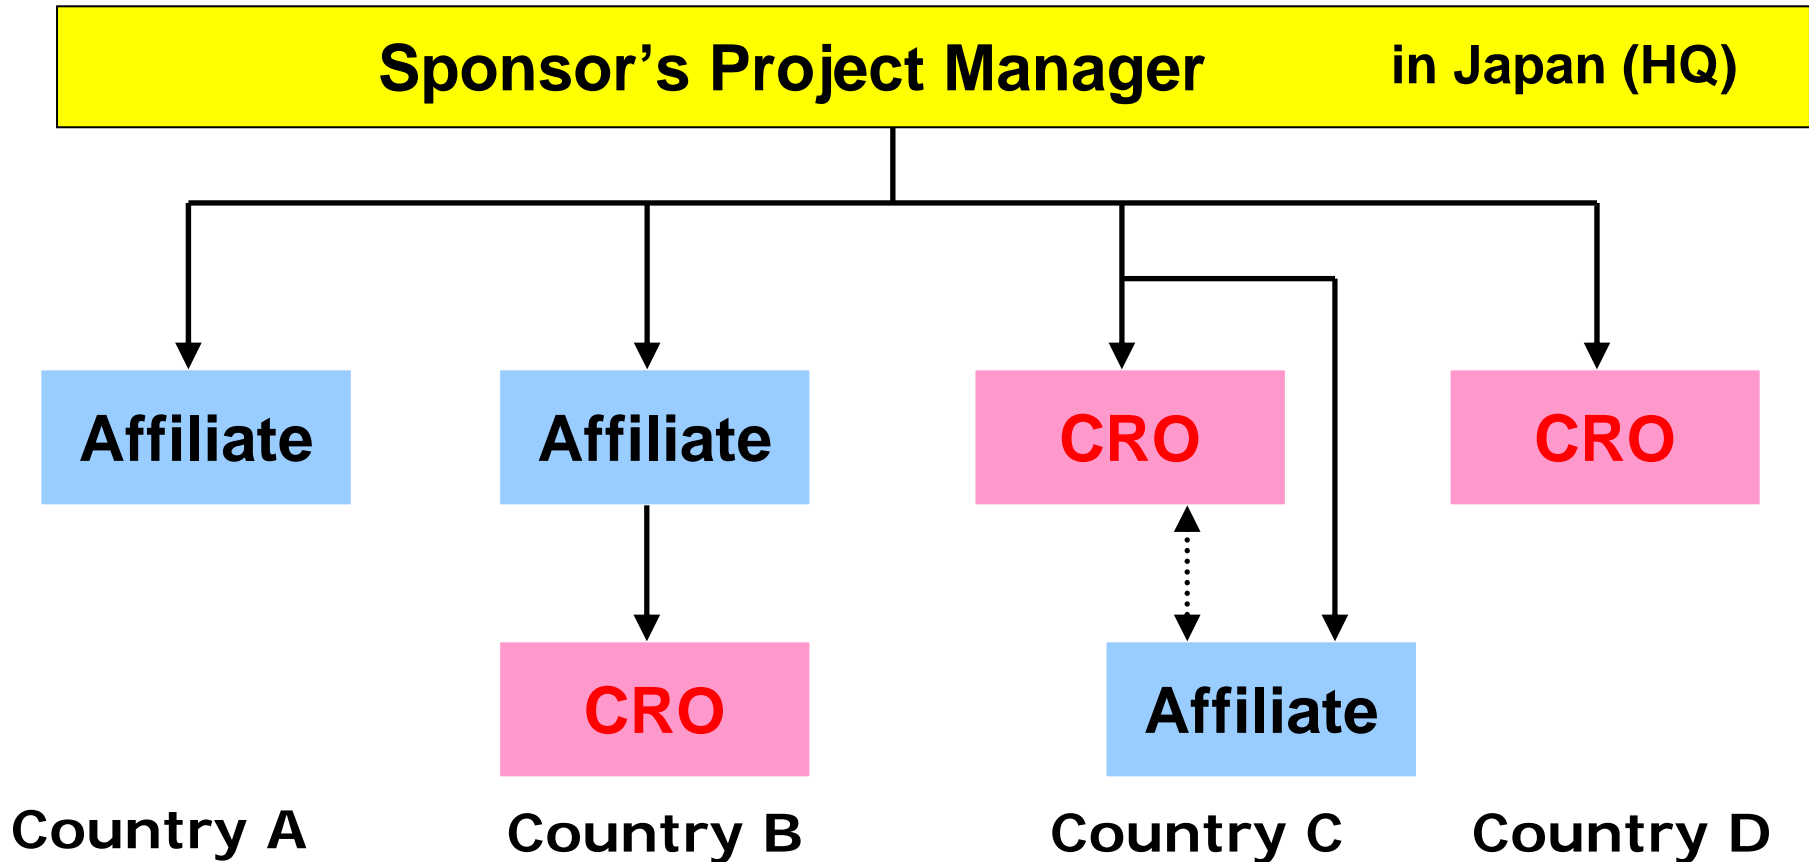 Sponsor’s Project Manager in Japan (HQ)
Affiliate Affiliate CRO CRO
CRO Affiliate
Country A Country B Country C Country D